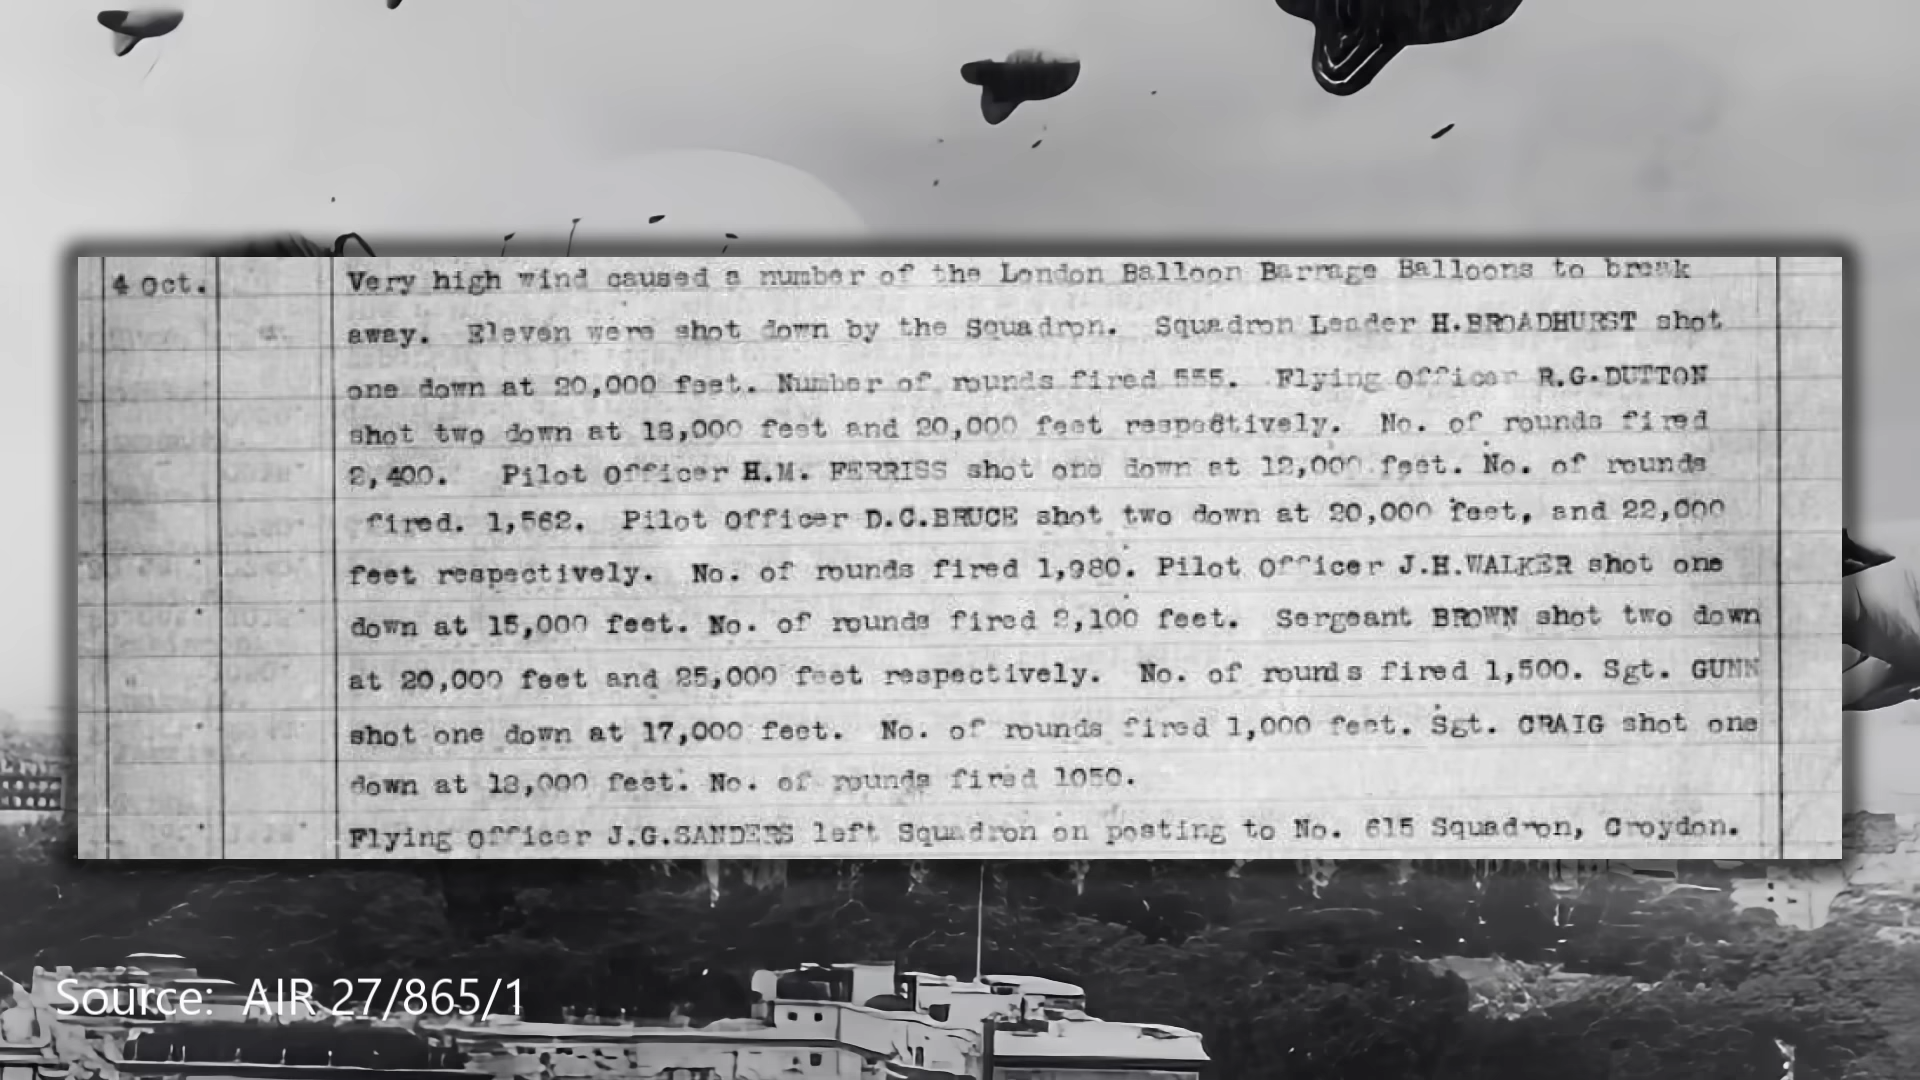 4 Oct.
Very high wind caused a number of the London Balloon Barrage Balloons to break
away. Eleven were shot down by the Squadron. Squadron Leader H.BROADHURST shot
one down at 20,000 feet. Number of rounds fired 555. Flying Officer R.G.DUTTON
shot two down at 18,000 feet and 20,000 feet respectively. No. of rounds fired
2,400. Pilot Officer H.M. FERRISS shot one down at 12,000 feet. No. of rounds
fired. 1,562. Pilot Officer D.C.BRUCE shot two down at 20,000 feet, and 22,000
feet respectively. No. of rounds fired 1,980. Pilot Officer J.H.WALKER shot one
down at 15,000 feet. No. of rounds fired 2,100 feet. Sergeant BROWN shot two down
at 20,000 feet and 25,000 feet respectively. No. of rounds fired 1,500. Sgt. GUNN
shot one down at 17,000 feet. No. of rounds fired 1,000 feet. Sgt. CRAIG shot one
down at 18,000 feet. No. of rounds fired 1050.
Flying Officer J.G.SANDERS left Squadron on posting to No. 615 Squadron, Croydon.
Source: AIR 27/865/1